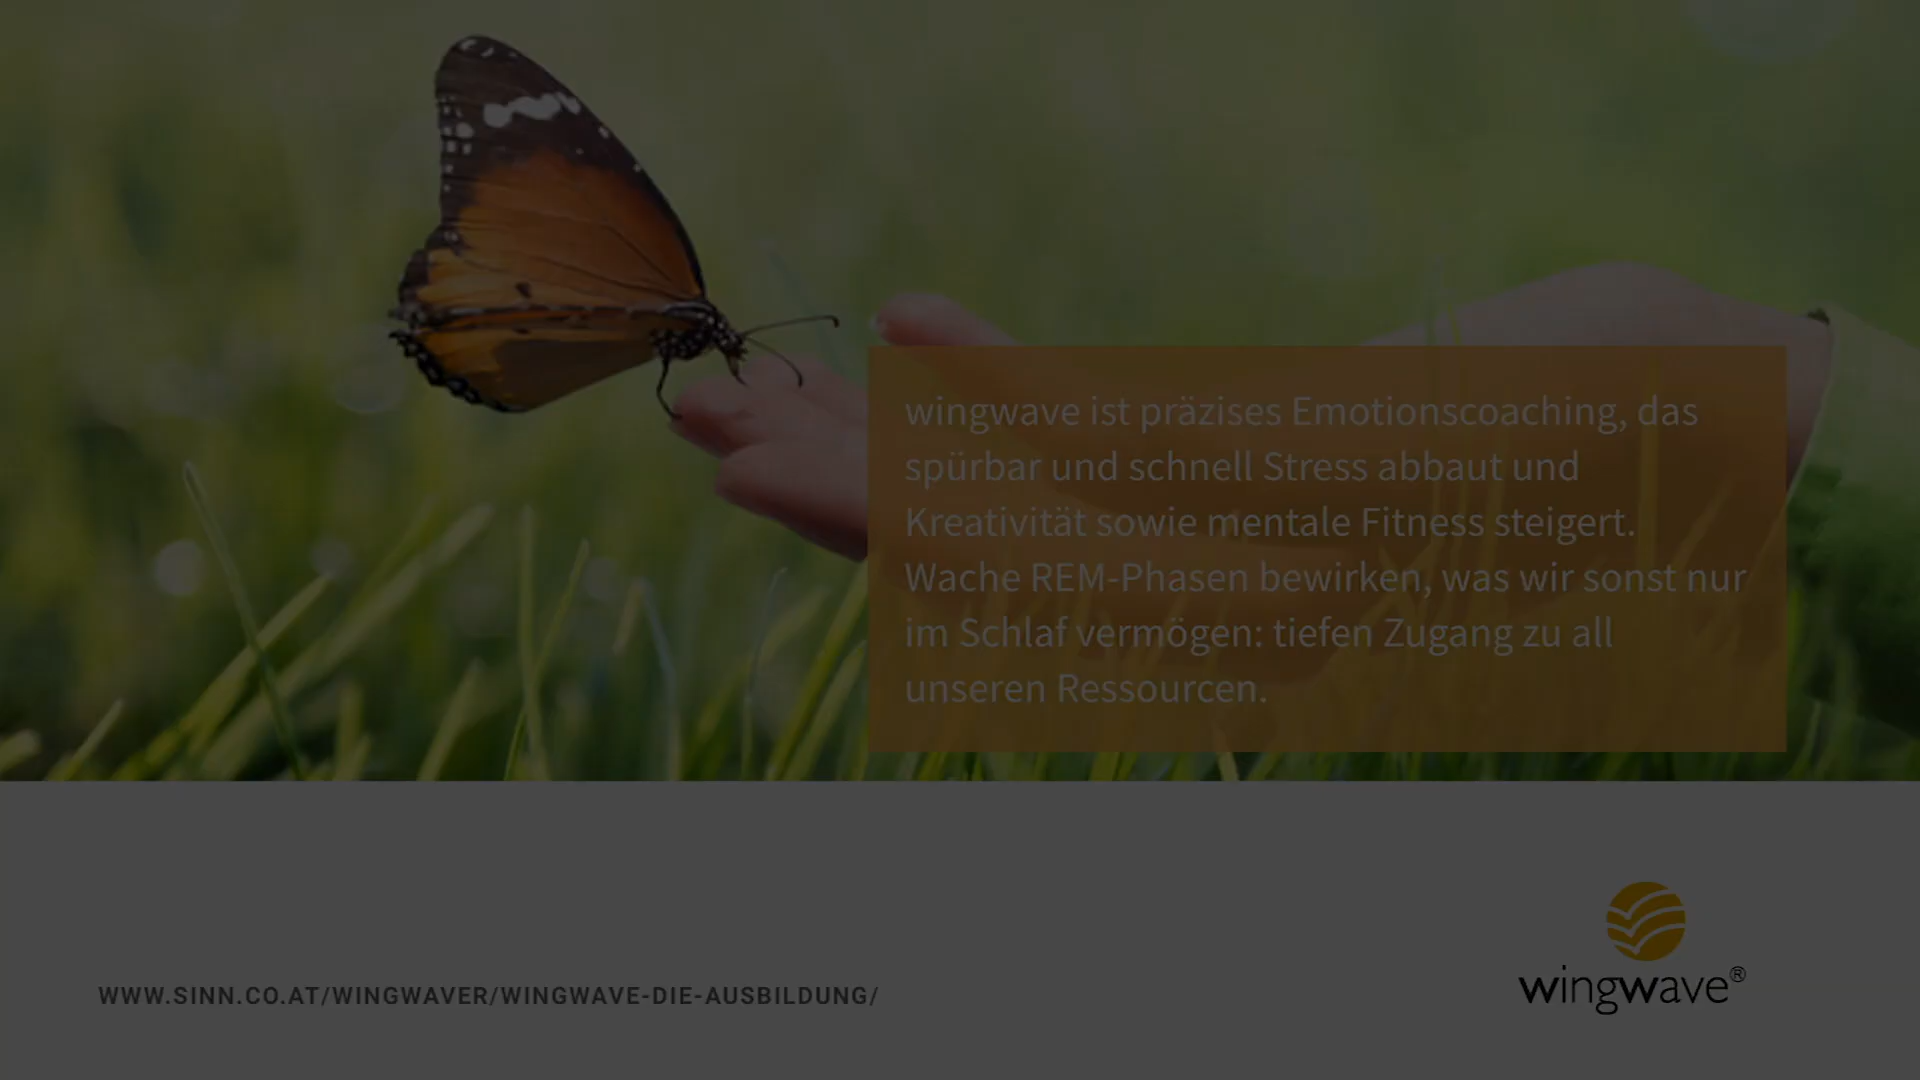 wingwave ist präzises Emotionscoaching, das
spürbar und schnell Stress abbaut und
Kreativität sowie mentale Fitness steigert.
Wache REM-Phasen bewirken, was wir sonst nur
im Schlaf vermögen: tiefen Zugang zu all
unseren Ressourcen.
WWW.SINN.CO.AT/WINGWAVER/WINGWAVE-DIE-AUSBILDUNG/
wingwave®